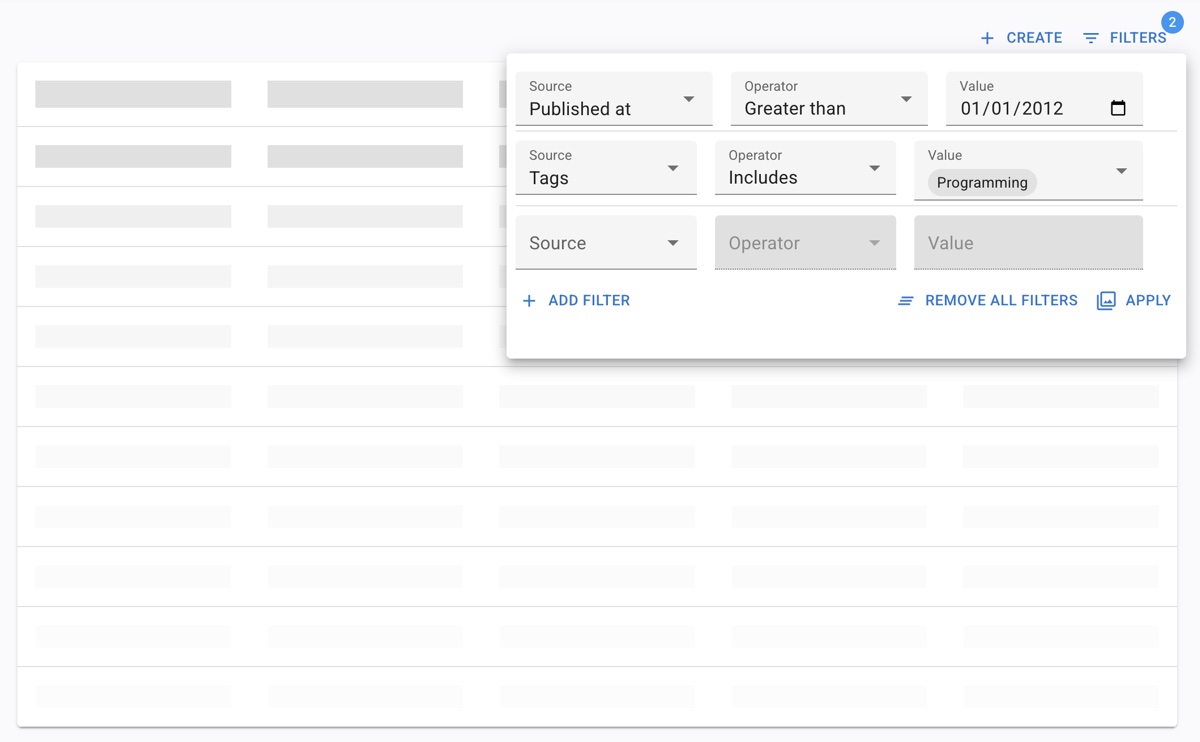 2
CREATE FILTERS
Source Operator Value
Published at Greater than 01/01/2012
Source Operator Value
Tags Includes Programming
Source Operator Value
ADD FILTER REMOVE ALL FILTERS APPLY